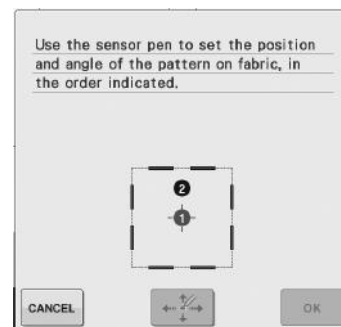 Use the sensor pen to set the position
and angle of the pattern on fabric, in
the order indicated.
2
1
CANCEL
OK